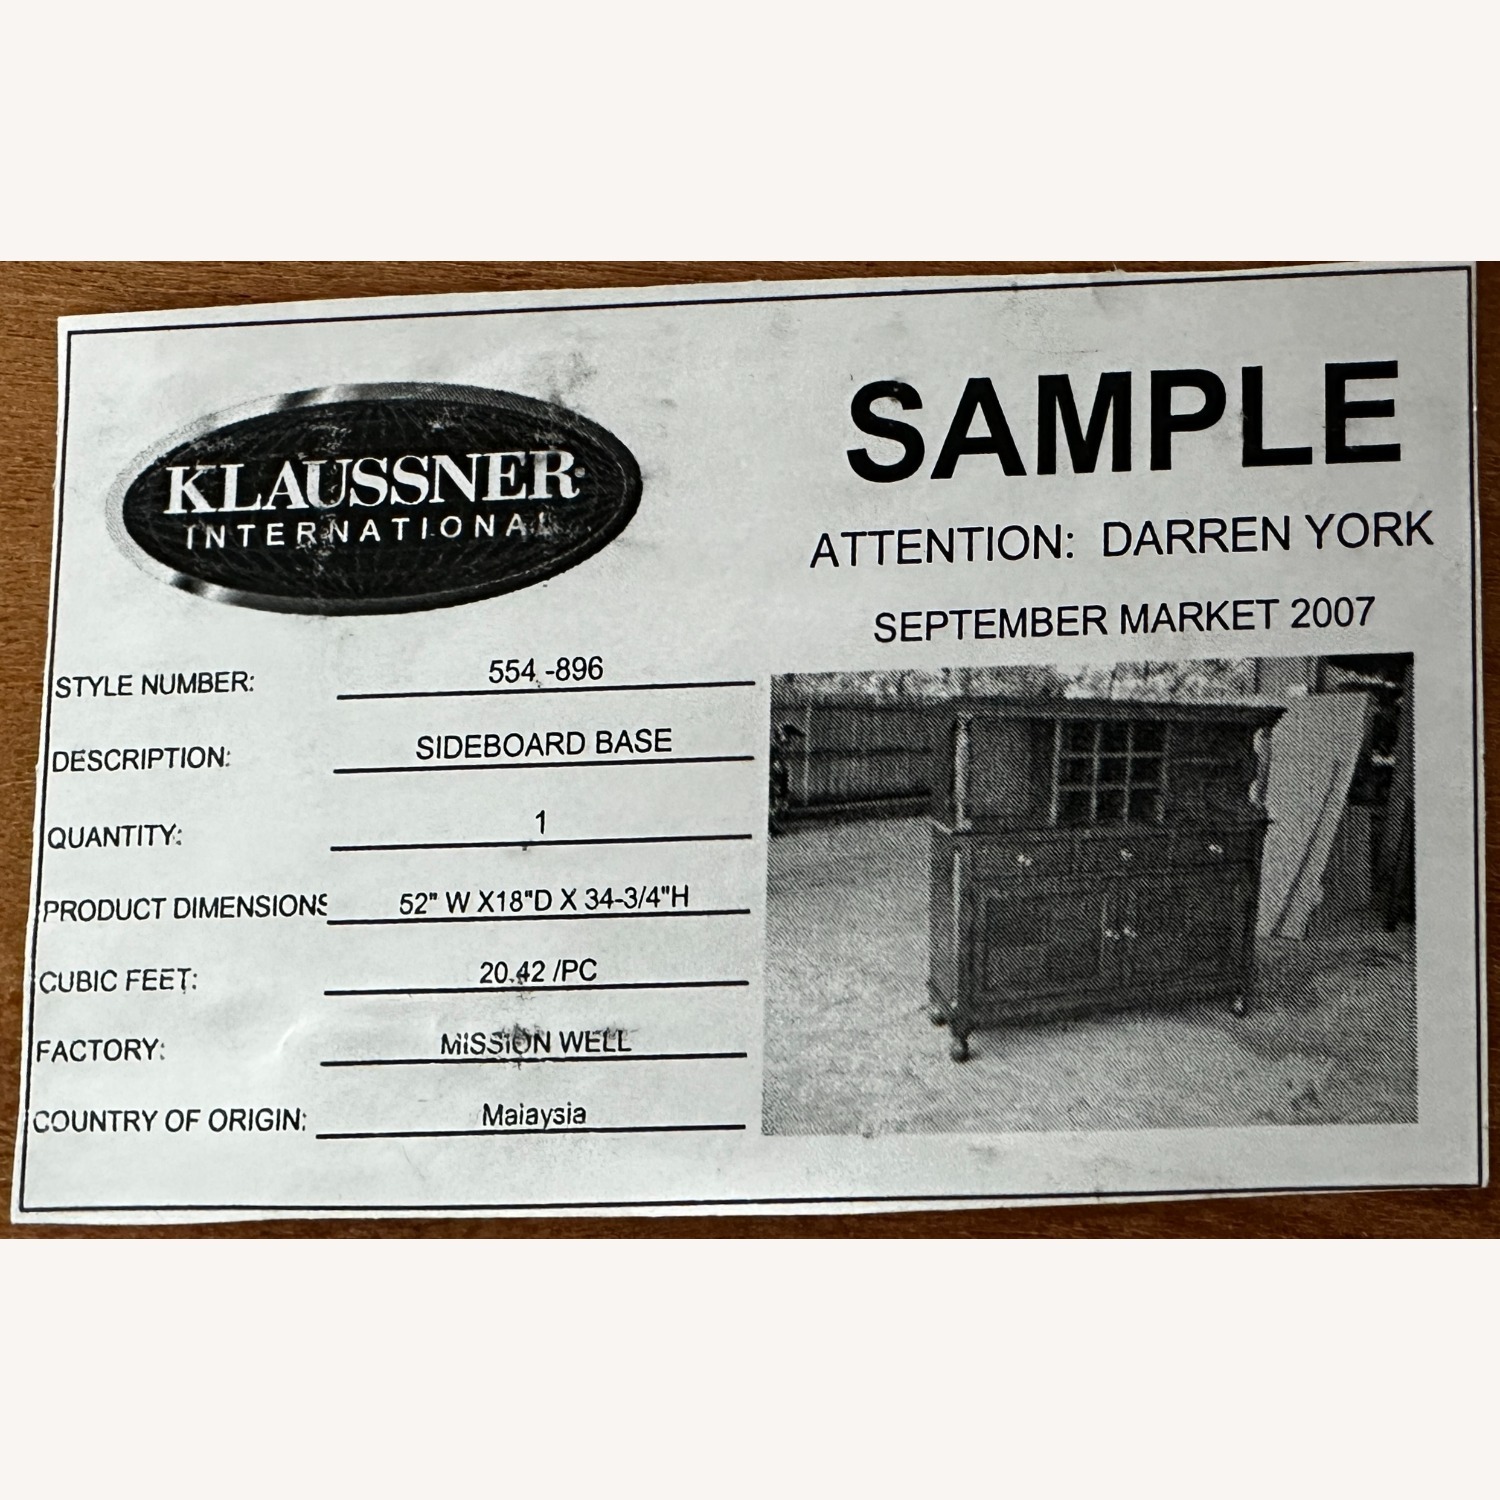 KLAUSSNER
INTERNATIONAL
SAMPLE
ATTENTION: DARREN YORK
SEPTEMBER MARKET 2007
STYLE NUMBER: 554 -896
DESCRIPTION: SIDEBOARD BASE
QUANTITY: 1
PRODUCT DIMENSIONS 52" W X18"D X 34-3/4"H
CUBIC FEET: 20.42 /PC
FACTORY: MISSION WELL
COUNTRY OF ORIGIN: Malaysia